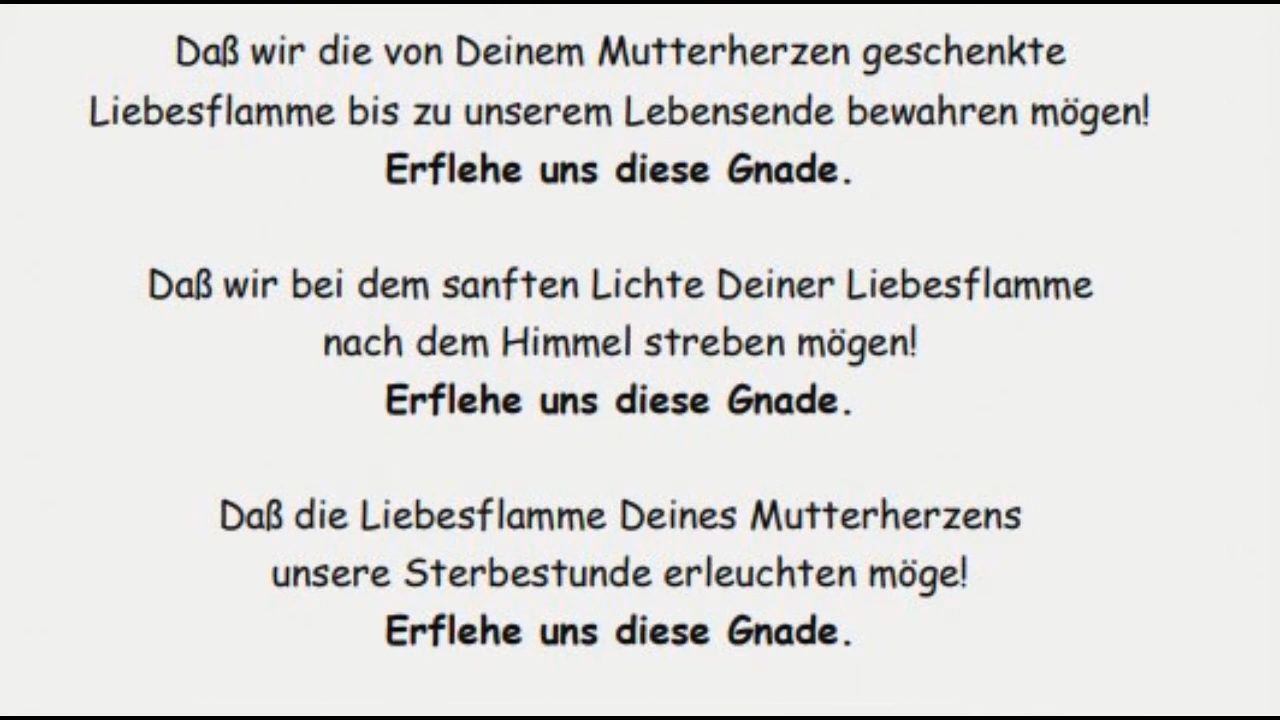 Daß wir die von Deinem Mutterherzen geschenkte
Liebesflamme bis zu unserem Lebensende bewahren mögen!
Erflehe uns diese Gnade.
Daß wir bei dem sanften Lichte Deiner Liebesflamme
nach dem Himmel streben mögen!
Erflehe uns diese Gnade.
Daß die Liebesflamme Deines Mutterherzens
unsere Sterbestunde erleuchten möge!
Erflehe uns diese Gnade.